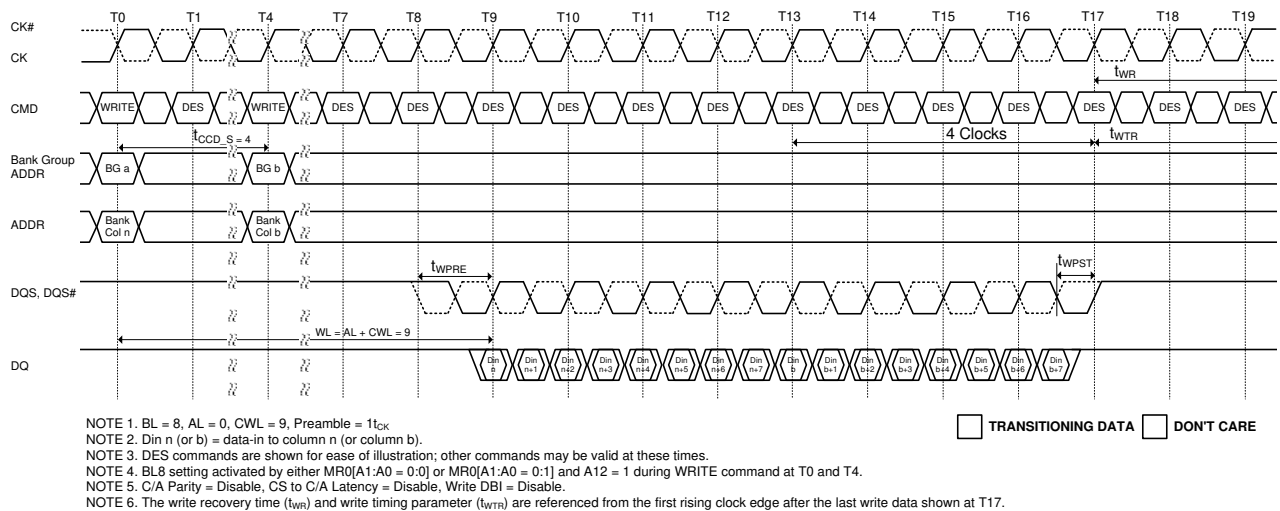 T0 T1 T4 T7 T8 T9 T10 T11 T12 T13 T14 T15 T16 T17 T18 T19
CK#
CK
tWR
CMD WRITE DES WRITE DES DES DES DES DES DES DES DES DES DES DES DES DES
tCCD_S = 4
4 Clocks
tWTR
Bank Group
ADDR
BG a BG b
ADDR
Bank
Col n
Bank
Col b
tWPRE
tWPST
DQS, DQS#
WL = AL + CWL = 9
DQ
Din
n
Din
n+1
Din
n+2
Din
n+3
Din
n+4
Din
n+5
Din
n+6
Din
n+7
Din
b
Din
b+1
Din
b+2
Din
b+3
Din
b+4
Din
b+5
Din
b+6
Din
b+7
NOTE 1. BL = 8, AL = 0, CWL = 9, Preamble = 1tCK
NOTE 2. Din n (or b) = data-in to column n (or column b).
NOTE 3. DES commands are shown for ease of illustration; other commands may be valid at these times.
NOTE 4. BL8 setting activated by either MR0[A1:A0 = 0:0] or MR0[A1:A0 = 0:1] and A12 = 1 during WRITE command at T0 and T4.
NOTE 5. C/A Parity = Disable, CS to C/A Latency = Disable, Write DBI = Disable.
NOTE 6. The write recovery time (tWR) and write timing parameter (tWTR) are referenced from the first rising clock edge after the last write data shown at T17.
TRANSITIONING DATA DON'T CARE